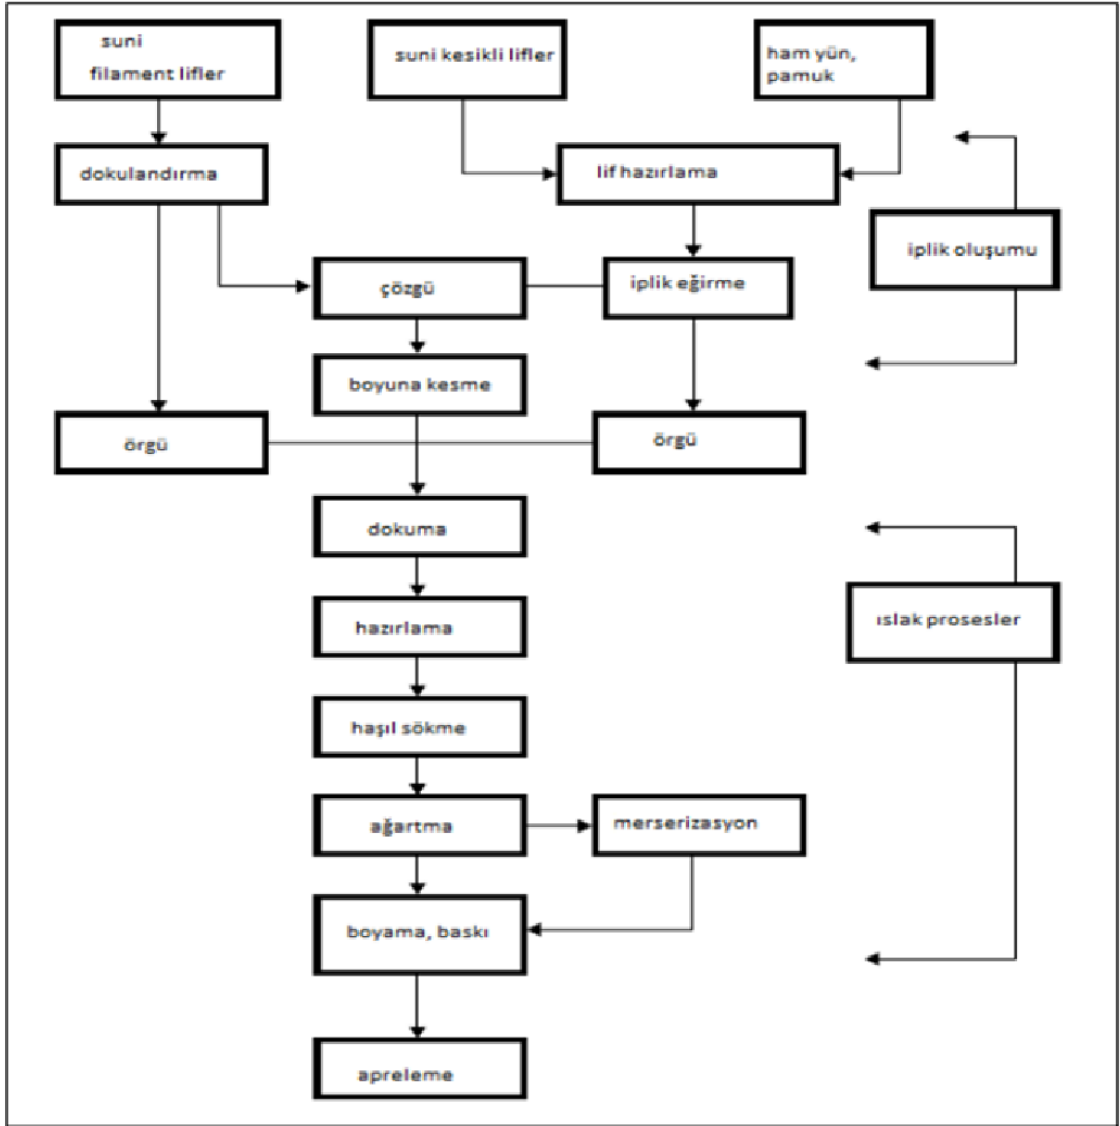 suni
filament lifler
suni kesikli lifler
ham yün,
pamuk
dokulandırma
lif hazırlama
iplik oluşumu
çözgü
iplik eğirme
boyuna kesme
örgü
örgü
dokuma
hazırlama
ıslak prosesler
haşıl sökme
ağartma
merserizasyon
boyama, baskı
apreleme